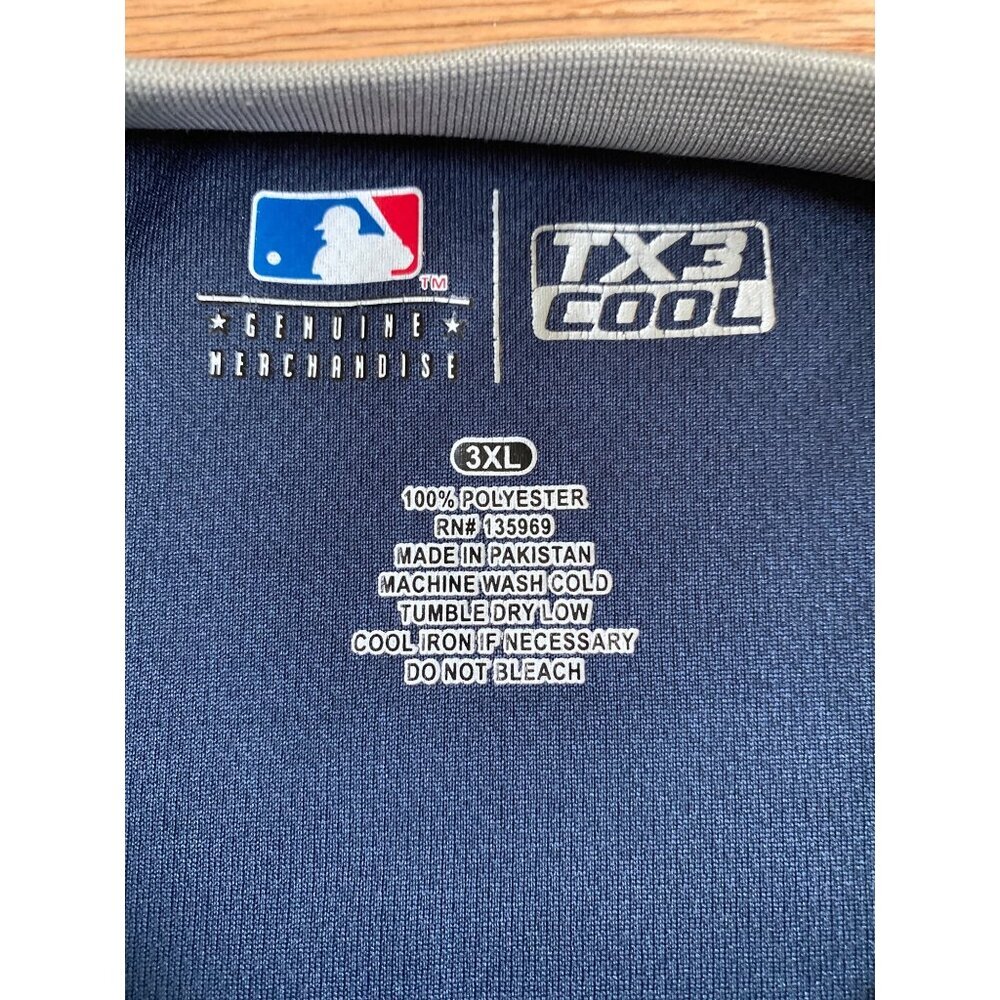 TM
★ GENUINE ★
MERCHANDISE
TX3
COOL
3XL
100% POLYESTER
RN# 135969
MADE IN PAKISTAN
MACHINE WASH COLD
TUMBLE DRY LOW
COOL IRON IF NECESSARY
DO NOT BLEACH